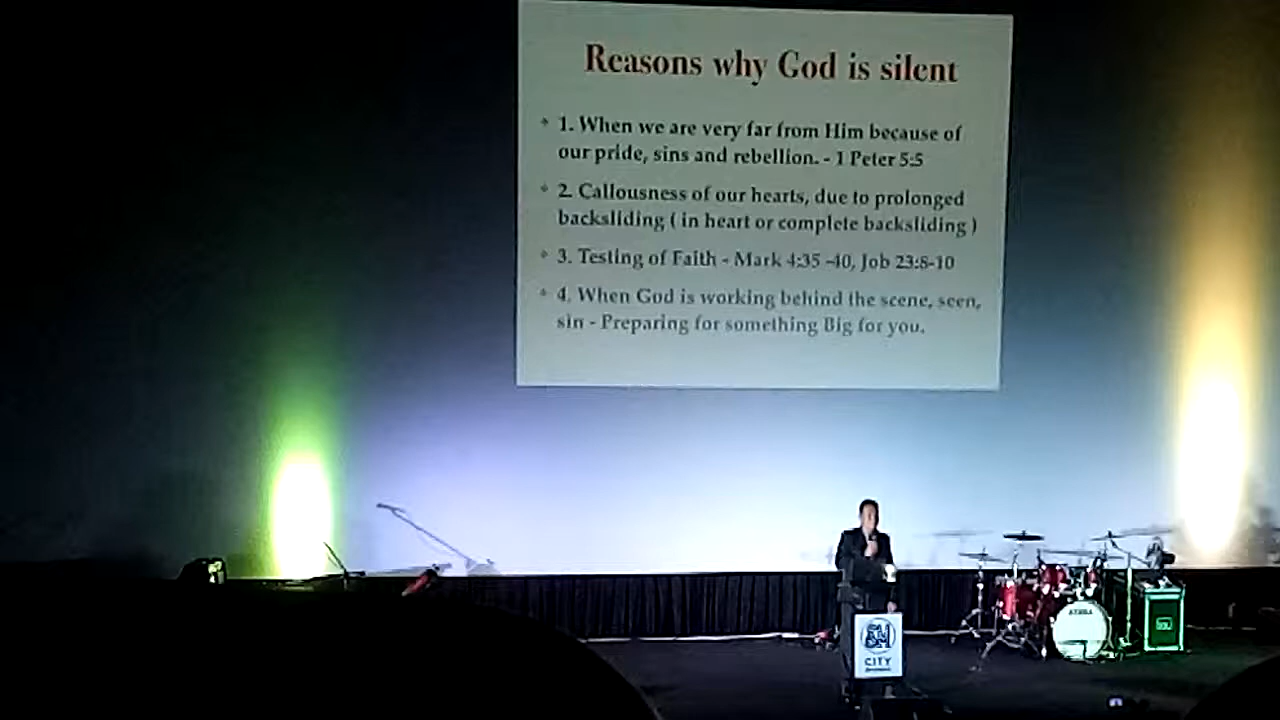 Reasons why God is silent
1. When we are very far from Him because of
our pride, sins and rebellion. - 1 Peter 5:5
2. Callousness of our hearts, due to prolonged
backsliding ( in heart or complete backsliding )
3. Testing of Faith - Mark 4:35 -40, Job 23:8-10
4. When God is working behind the scene, seen,
sin - Preparing for something Big for you.
SM
CITY